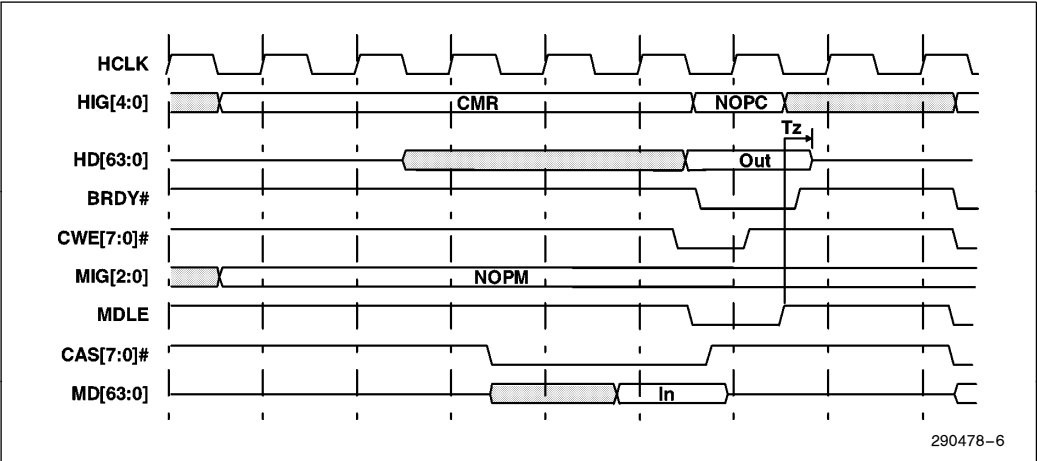 HCLK
HIG[4:0] CMR NOPC
Tz
HD[63:0] Out
BRDY#
CWE[7:0]#
MIG[2:0] NOPM
MDLE
CAS[7:0]#
MD[63:0] In
290478–6